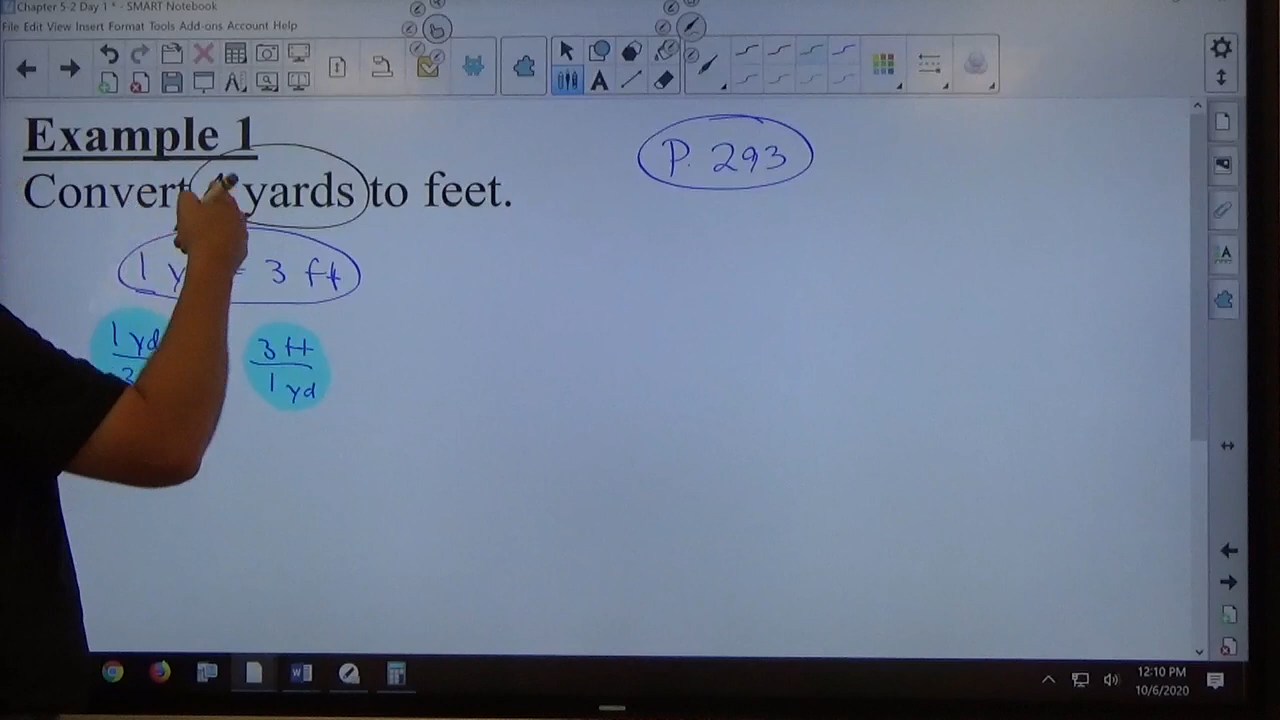 Chapter 5-2 Day 1 * - SMART Notebook
File Edit View Insert Format Tools Add-ons Account Help
Example 1
P. 293
Convert yards to feet.
1 3 ft
1 yd
3 ft
1 yd
12:10 PM
10/6/2020